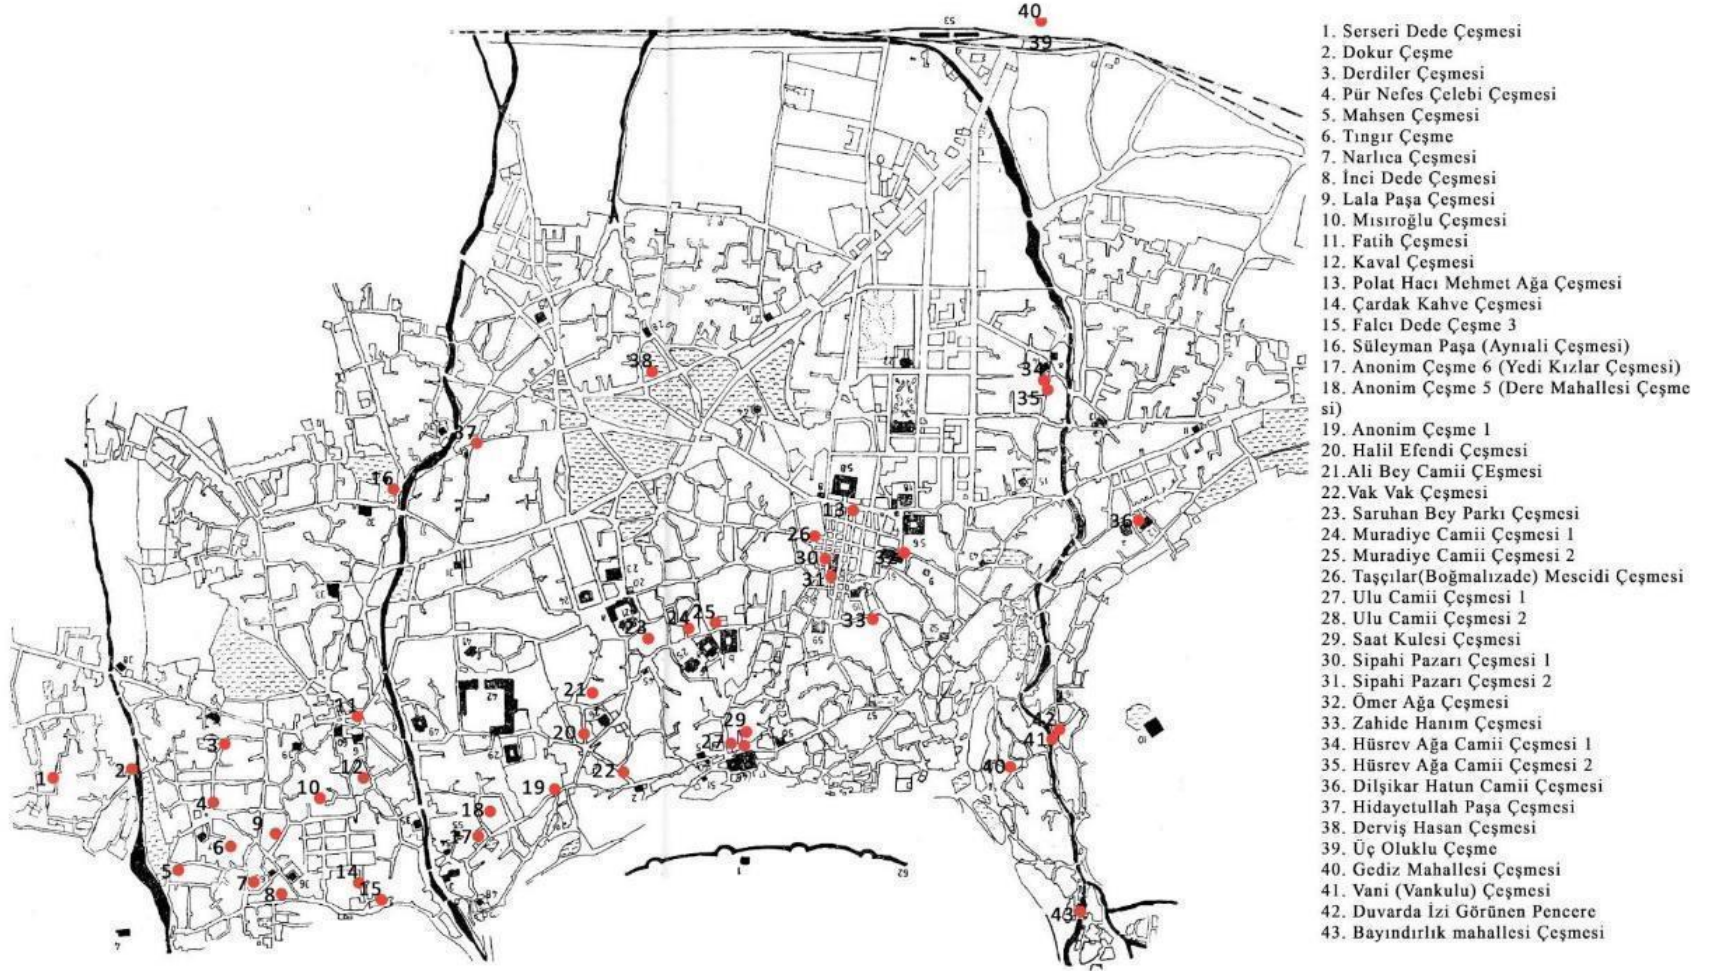 40
39
53
38
34
35
37
16
58
13
36
26
56
30
32
31
23
20
25
24
33
23
59
21
42
29
27
20
42
41
40
11
3
12
1
2
10
22
19
4
18
9
6
17
5
14
7
15
8
43
1
62
1. Serseri Dede Çeşmesi
2. Dokur Çeşme
3. Derdiler Çeşmesi
4. Pür Nefes Çelebi Çeşmesi
5. Mahsen Çeşmesi
6. Tıngır Çeşme
7. Narlıca Çeşmesi
8. İnci Dede Çeşmesi
9. Lala Paşa Çeşmesi
10. Mısıroğlu Çeşmesi
11. Fatih Çeşmesi
12. Kaval Çeşmesi
13. Polat Hacı Mehmet Ağa Çeşmesi
14. Çardak Kahve Çeşmesi
15. Falcı Dede Çeşme 3
16. Süleyman Paşa (Aynıali Çeşmesi)
17. Anonim Çeşme 6 (Yedi Kızlar Çeşmesi)
18. Anonim Çeşme 5 (Dere Mahallesi Çeşme
si)
19. Anonim Çeşme 1
20. Halil Efendi Çeşmesi
21.Ali Bey Camii ÇEşmesi
22.Vak Vak Çeşmesi
23. Saruhan Bey Parkı Çeşmesi
24. Muradiye Camii Çeşmesi 1
25. Muradiye Camii Çeşmesi 2
26. Taşçılar(Boğmalızade) Mescidi Çeşmesi
27. Ulu Camii Çeşmesi 1
28. Ulu Camii Çeşmesi 2
29. Saat Kulesi Çeşmesi
30. Sipahi Pazarı Çeşmesi 1
31. Sipahi Pazarı Çeşmesi 2
32. Ömer Ağa Çeşmesi
33. Zahide Hanım Çeşmesi
34. Hüsrev Ağa Camii Çeşmesi 1
35. Hüsrev Ağa Camii Çeşmesi 2
36. Dilşikar Hatun Camii Çeşmesi
37. Hidayetullah Paşa Çeşmesi
38. Derviş Hasan Çeşmesi
39. Üç Oluklu Çeşme
40. Gediz Mahallesi Çeşmesi
41. Vani (Vankulu) Çeşmesi
42. Duvarda İzi Görünen Pencere
43. Bayındırlık mahallesi Çeşmesi